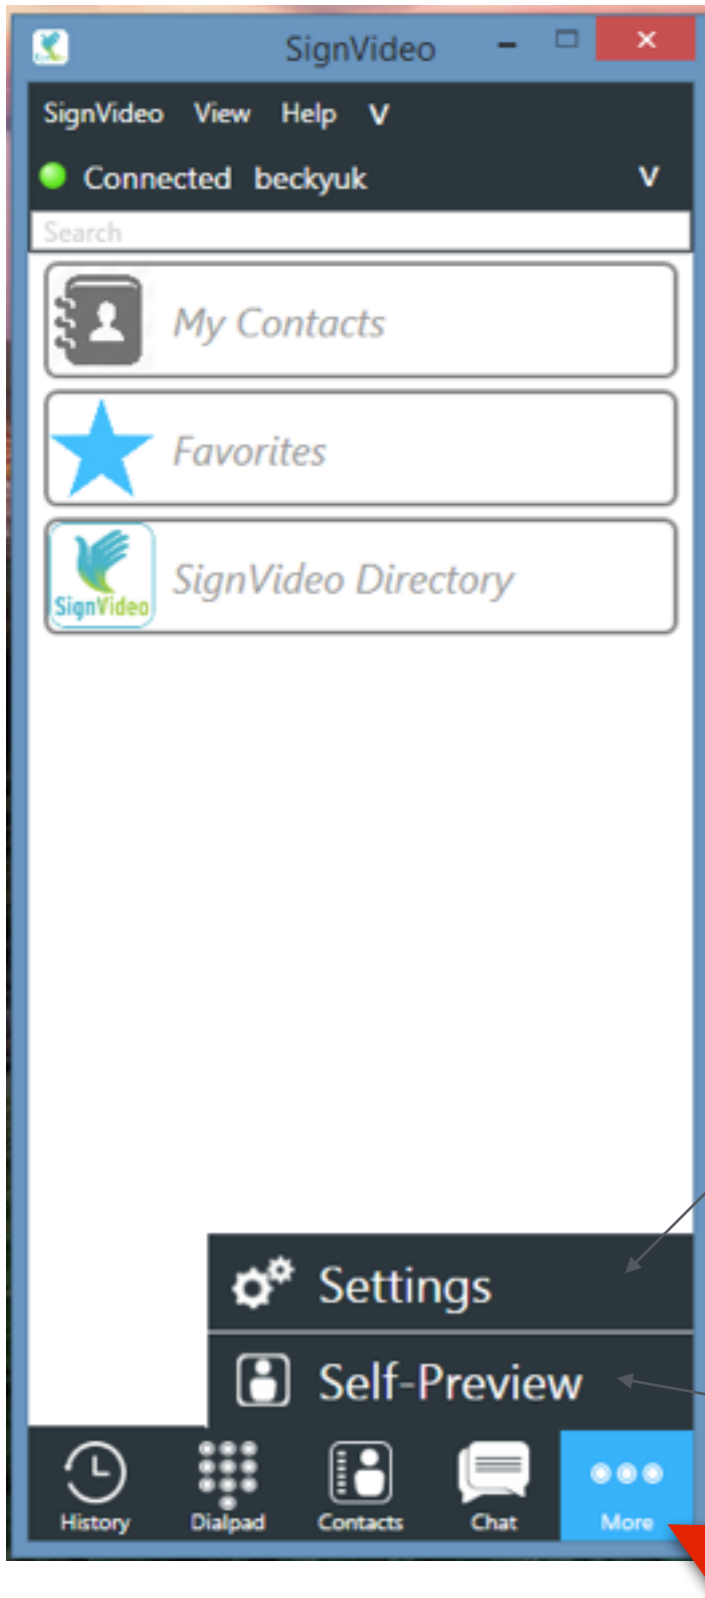 SignVideo
SignVideo View Help V
Connected beckyuk V
Search
My Contacts
Favorites
SignVideo
SignVideo Directory
Settings
Self-Preview
History Dialpad Contacts Chat More